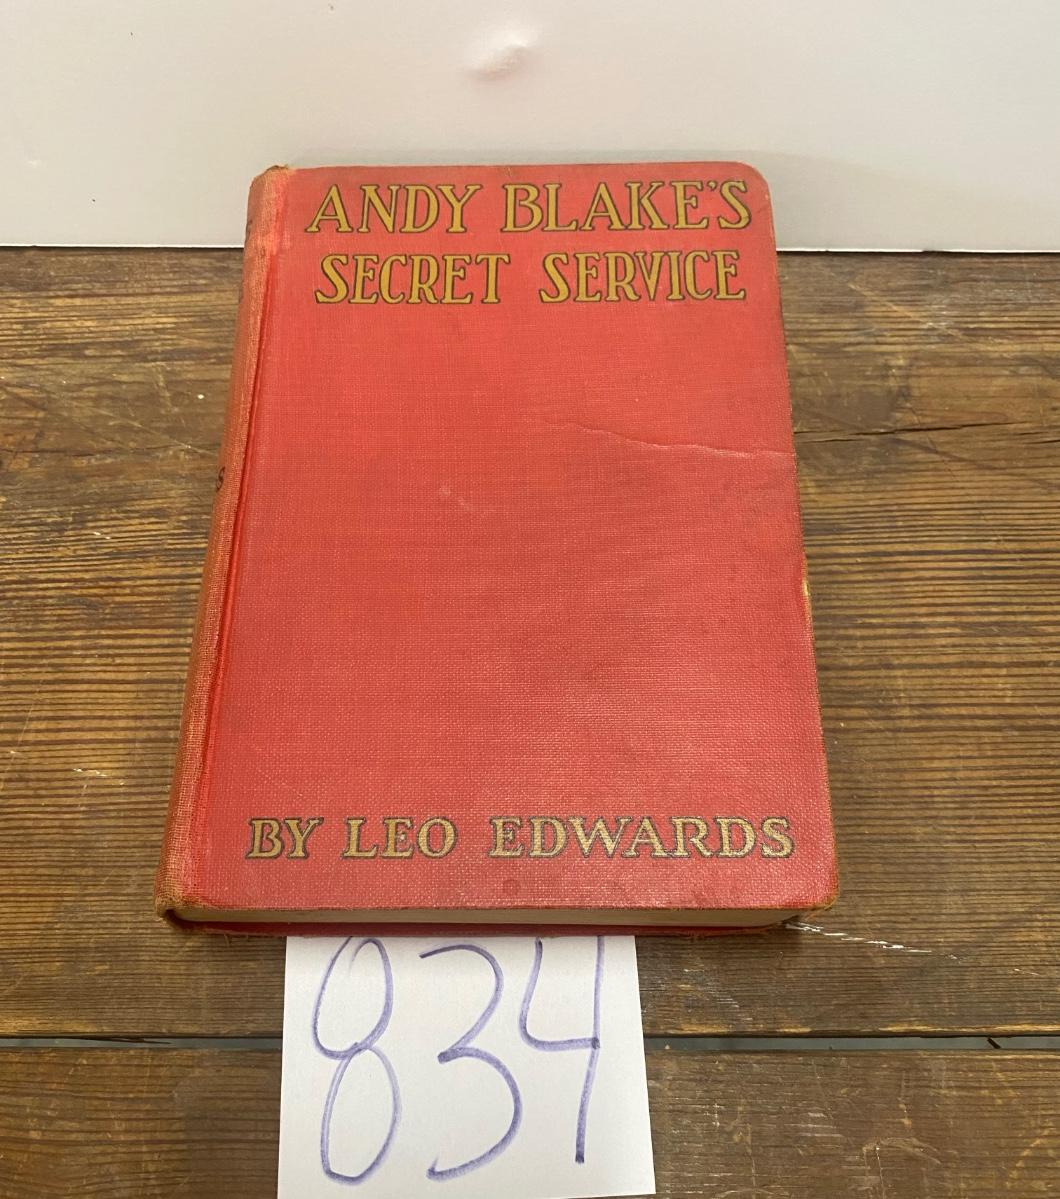 ANDY BLAKE'S
SECRET SERVICE
BY LEO EDWARDS
834